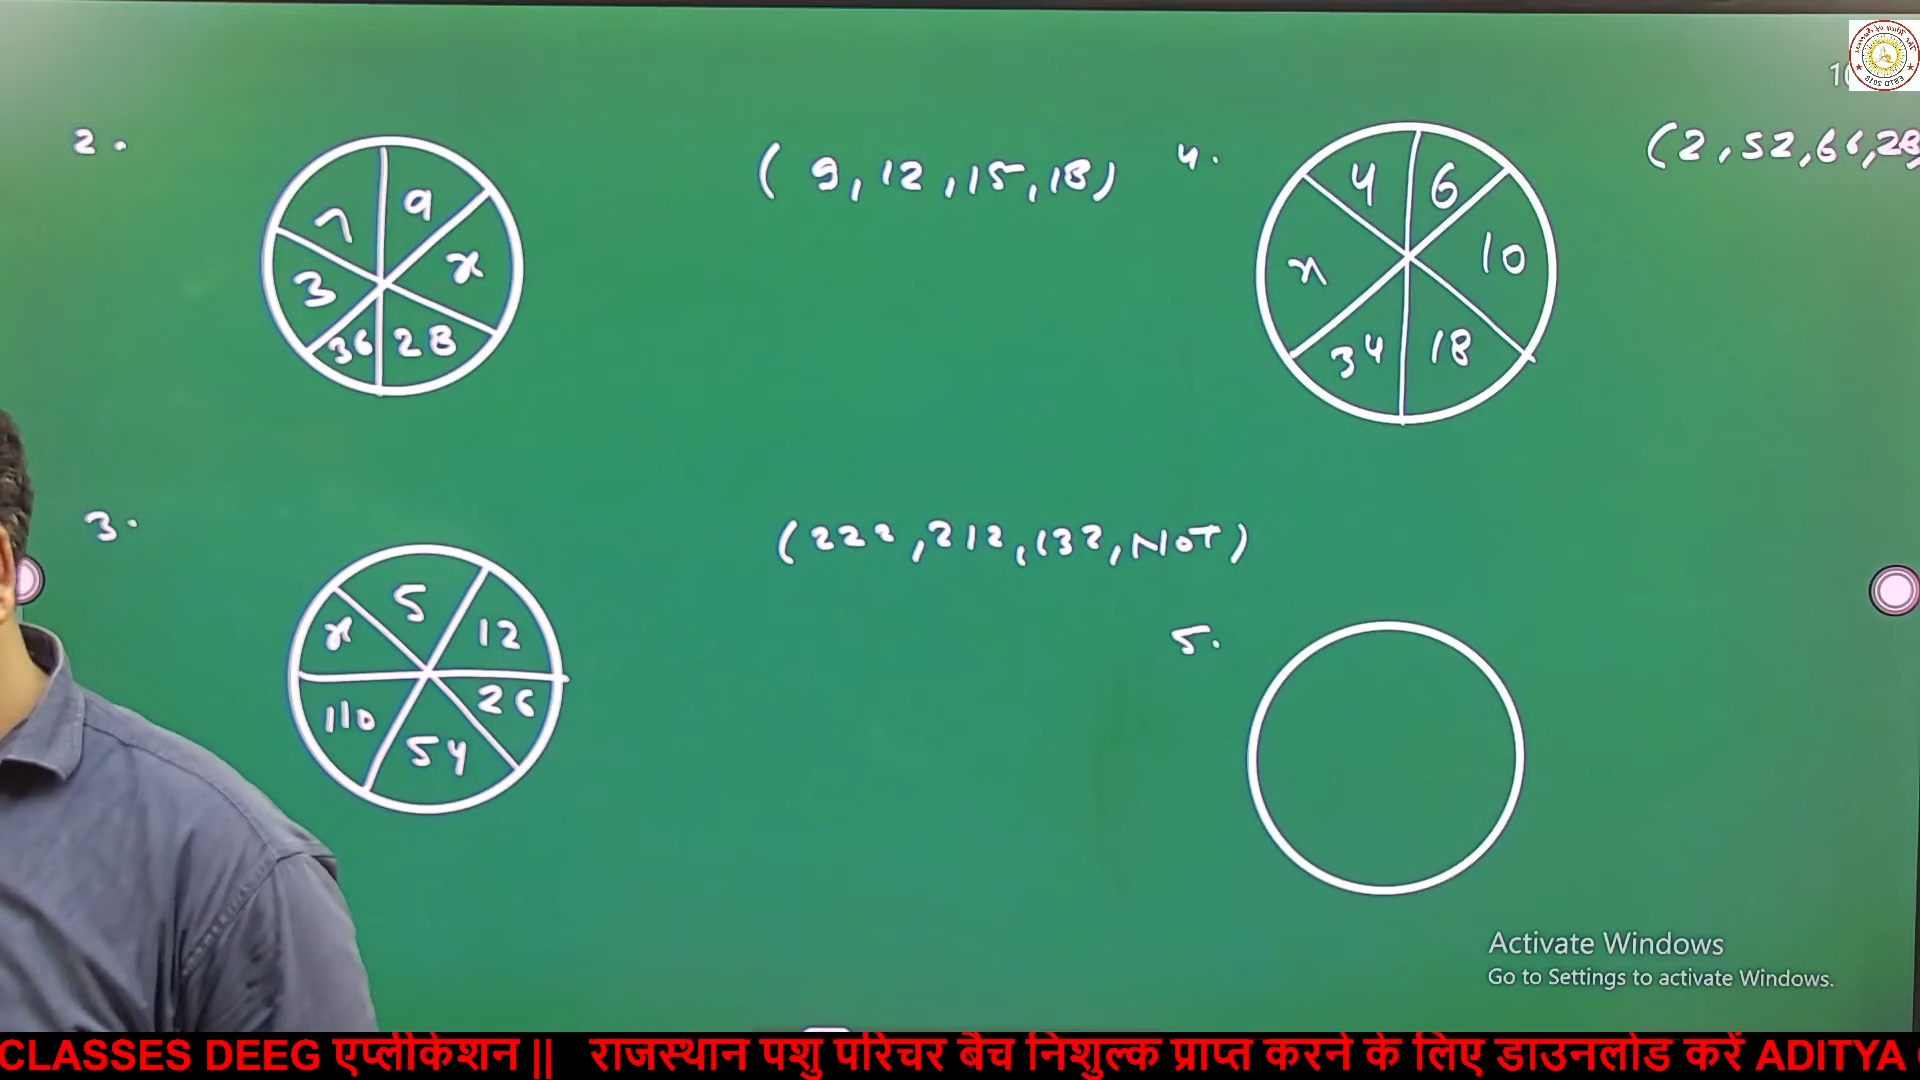 2.
7
9
x
3
36
28
( 9, 12, 15, 18)
4.
4
6
x
10
34
18
(2, 52, 66, 28,
3.
5
x
12
26
110
54
(222, 212, 132, NOT)
5.
Activate Windows
Go to Settings to activate Windows.
CLASSES DEEG एप्लीकेशन || राजस्थान पशु परिचर बैच निशुल्क प्राप्त करने के लिए डाउनलोड करें ADITYA